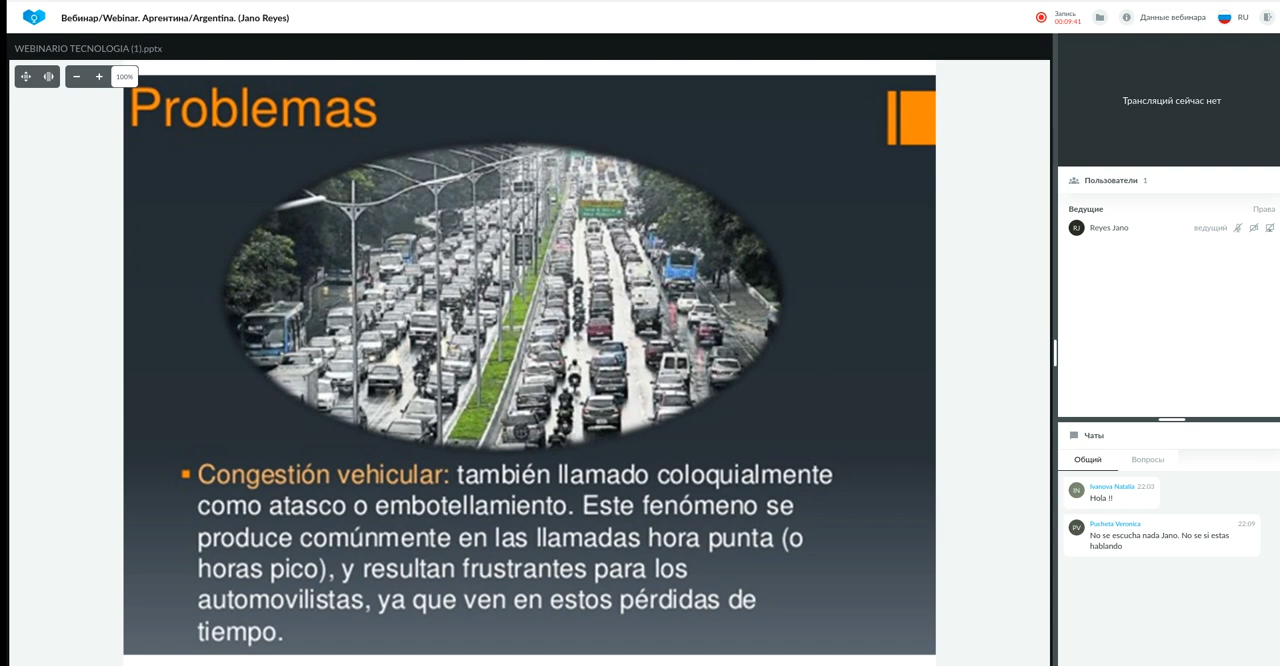 Вебинар/Webinar. Аргентина/Argentina. (Jano Reyes)
Запись
00:09:41
Данные вебинара
RU
WEBINARIO TECNOLOGIA (1).pptx
100%
Problemas
Congestión vehicular: también llamado coloquialmente
como atasco o embotellamiento. Este fenómeno se
produce comúnmente en las llamadas hora punta (o
horas pico), y resultan frustrantes para los
automovilistas, ya que ven en estos pérdidas de
tiempo.
Трансляций сейчас нет
Пользователи 1
Ведущие Права
RJ Reyes Jano ведущий
Чаты
Общий Вопросы
IN Ivanova Natalia 22:03
Hola !!
PV Pucheta Veronica 22:09
No se escucha nada Jano. No se si estas
hablando